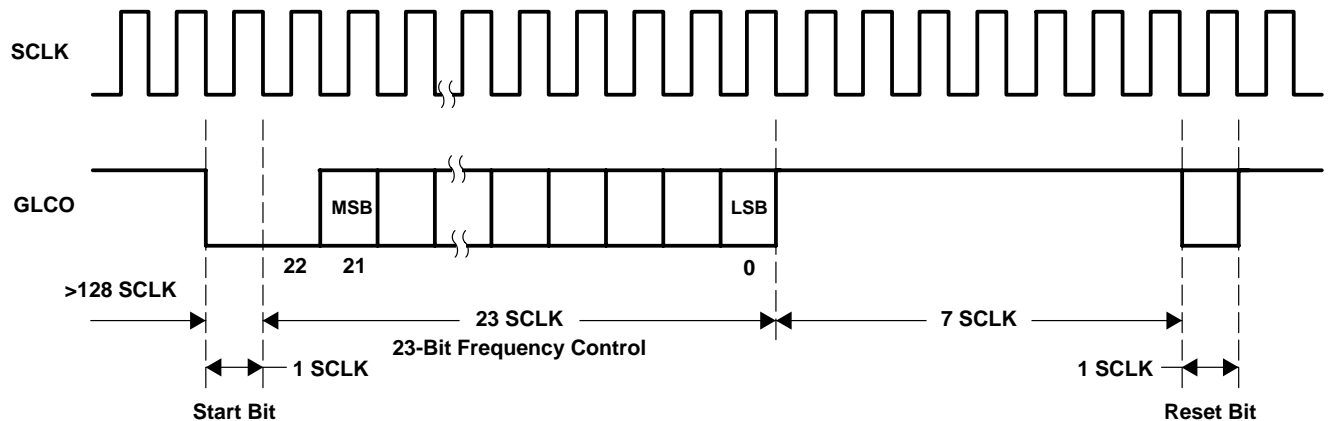 SCLK
GLCO
MSB
LSB
22
21
0
>128 SCLK
23 SCLK
7 SCLK
23-Bit Frequency Control
1 SCLK
1 SCLK
Start Bit
Reset Bit